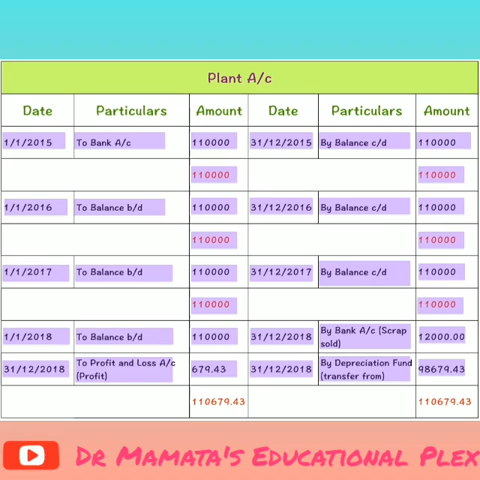 Plant A/c
Date Particulars Amount Date Particulars Amount
1/1/2015 To Bank A/c 110000 31/12/2015 By Balance c/d 110000
110000 110000
1/1/2016 To Balance b/d 110000 31/12/2016 By Balance c/d 110000
110000 110000
1/1/2017 To Balance b/d 110000 31/12/2017 By Balance c/d 110000
110000 110000
1/1/2018 To Balance b/d 110000 31/12/2018 By Bank A/c (Scrap sold) 12000.00
31/12/2018 To Profit and Loss A/c (Profit) 679.43 31/12/2018 By Depreciation Fund (transfer from) 98679.43
110679.43 110679.43
Dr Mamata's Educational Plex